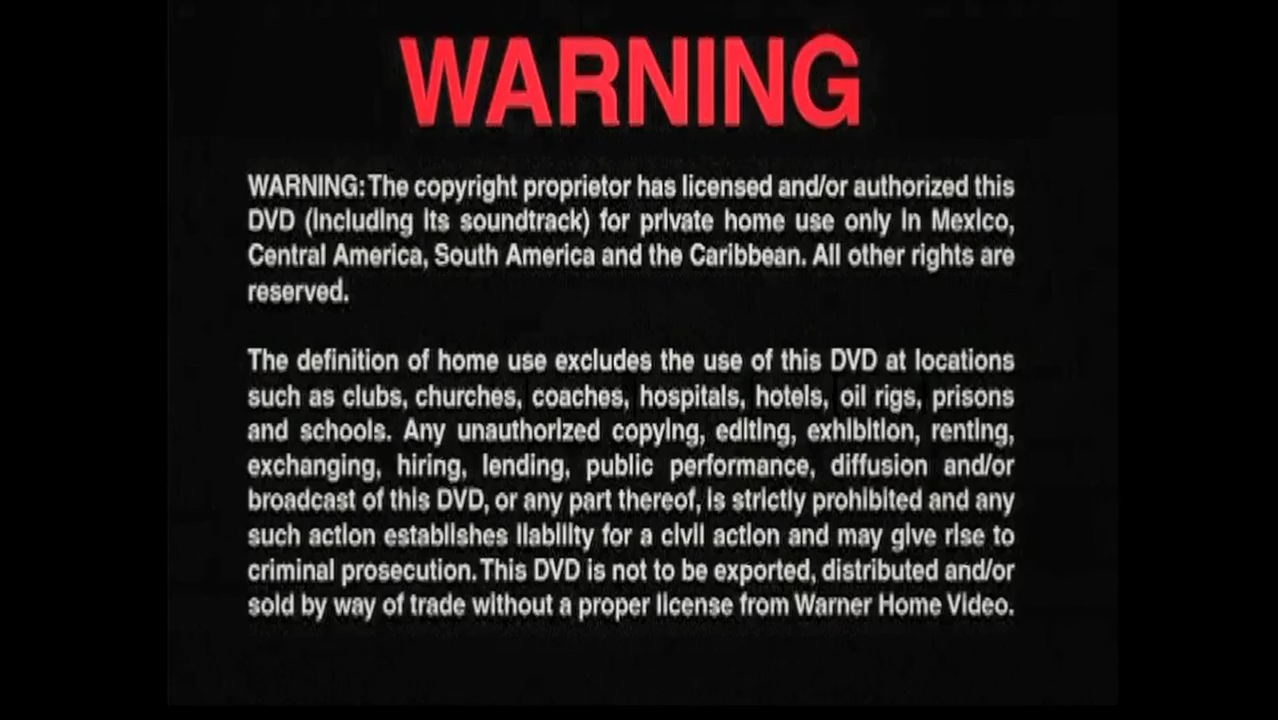 WARNING
WARNING: The copyright proprietor has licensed and/or authorized this
DVD (including its soundtrack) for private home use only in Mexico,
Central America, South America and the Caribbean. All other rights are
reserved.
The definition of home use excludes the use of this DVD at locations
such as clubs, churches, coaches, hospitals, hotels, oil rigs, prisons
and schools. Any unauthorized copying, editing, exhibition, renting,
exchanging, hiring, lending, public performance, diffusion and/or
broadcast of this DVD, or any part thereof, is strictly prohibited and any
such action establishes liability for a civil action and may give rise to
criminal prosecution. This DVD is not to be exported, distributed and/or
sold by way of trade without a proper license from Warner Home Video.